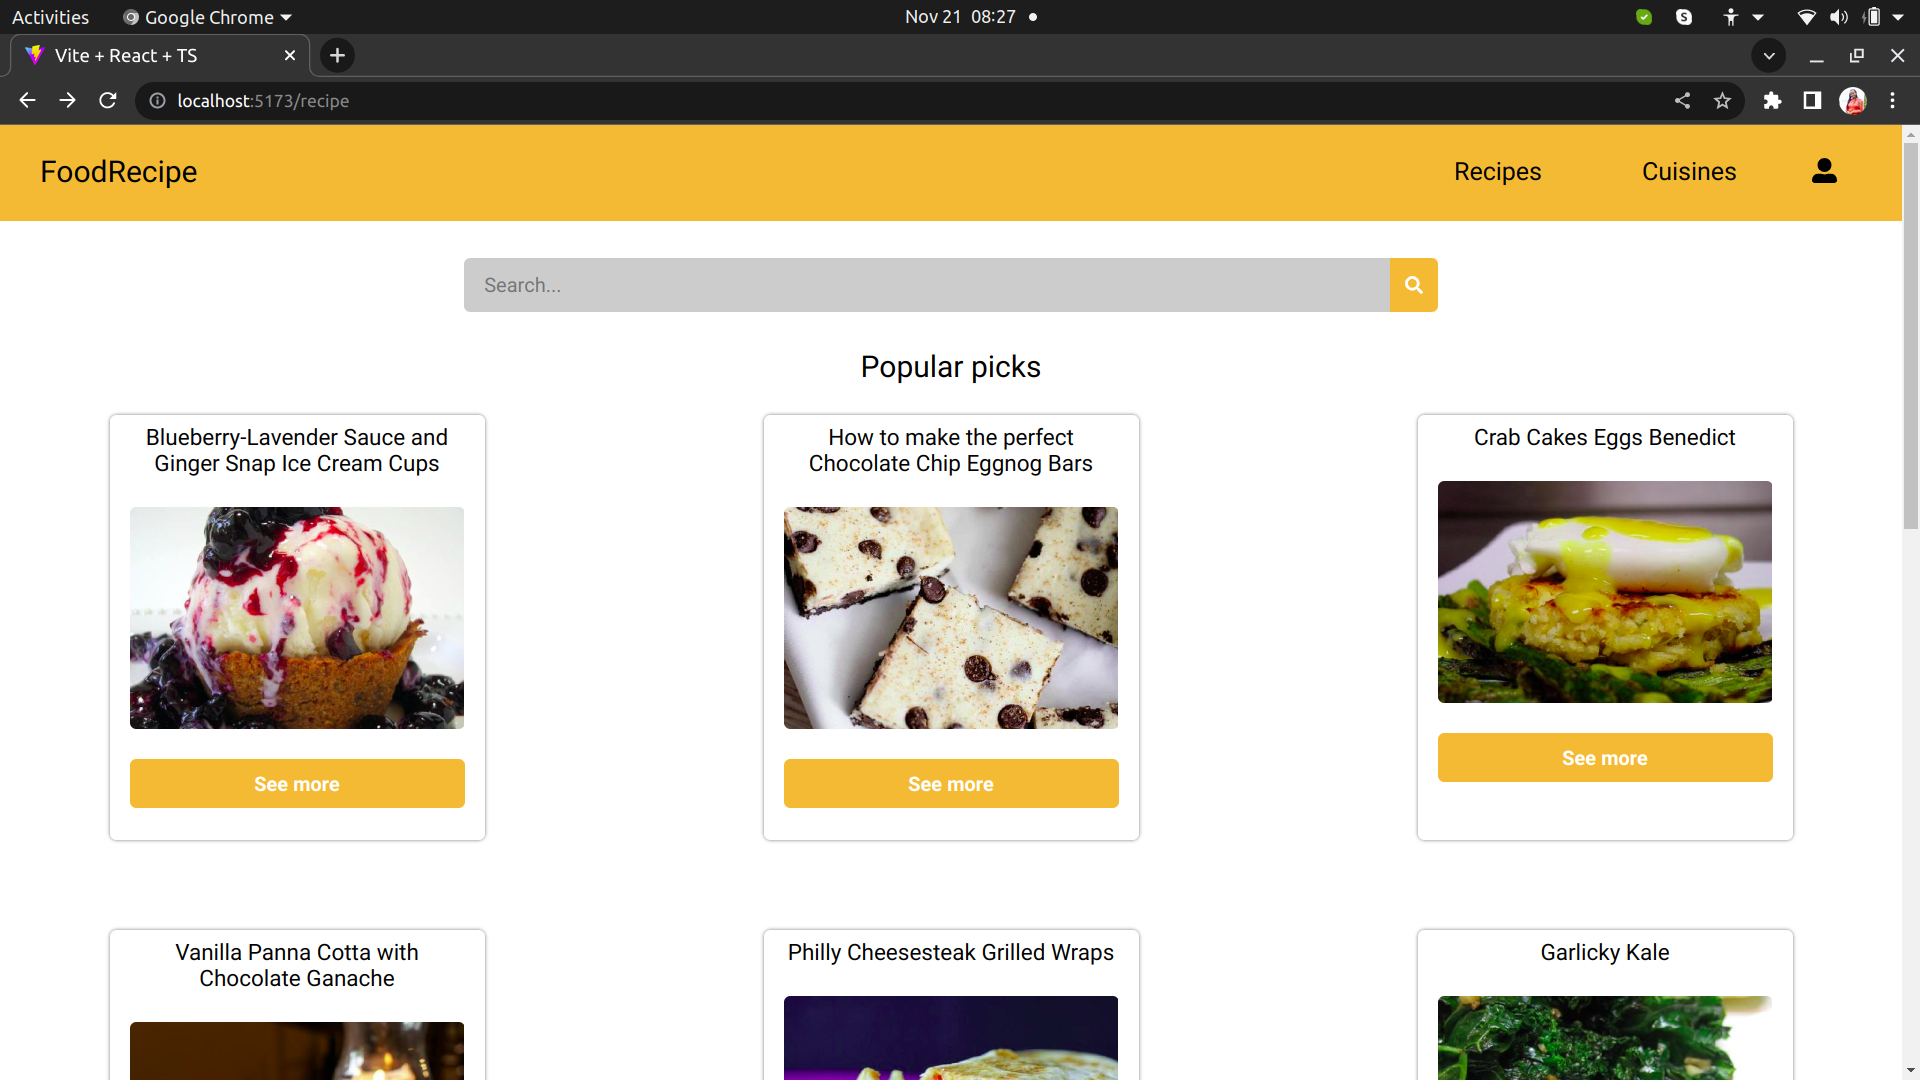 Activities
Google Chrome
Nov 21 08:27
Vite + React + TS
localhost:5173/recipe
FoodRecipe
Recipes
Cuisines
Search...
Popular picks
Blueberry-Lavender Sauce and
Ginger Snap Ice Cream Cups
See more
How to make the perfect
Chocolate Chip Eggnog Bars
See more
Crab Cakes Eggs Benedict
See more
Vanilla Panna Cotta with
Chocolate Ganache
Philly Cheesesteak Grilled Wraps
Garlicky Kale